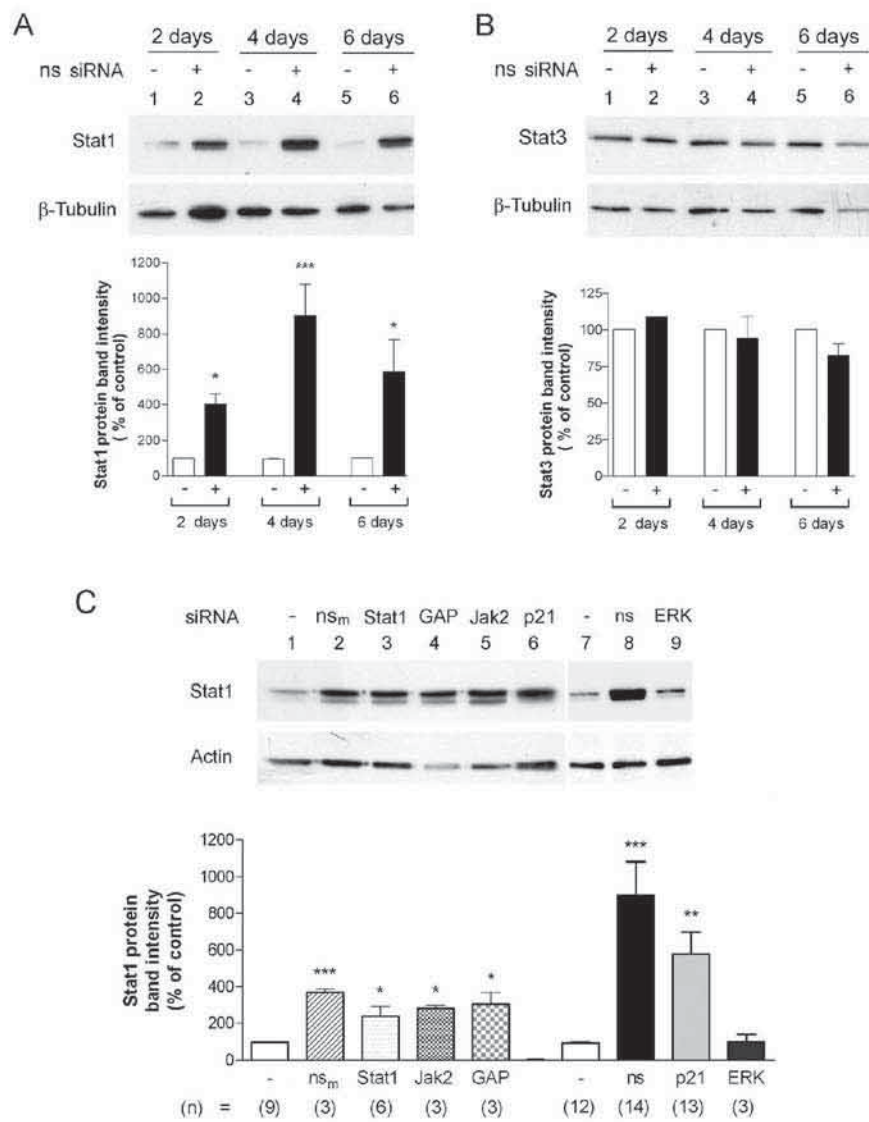 A
2 days 4 days 6 days
ns siRNA - + - + - +
1 2 3 4 5 6
Stat1
β-Tubulin
Stat1 protein band intensity
( % of control)
1200
1000
800
600
400
200
0
* *** *
- + - + - +
2 days 4 days 6 days
B
2 days 4 days 6 days
ns siRNA - + - + - +
1 2 3 4 5 6
Stat3
β-Tubulin
Stat3 protein band intensity
( % of control)
125
100
75
50
25
0
- + - + - +
2 days 4 days 6 days
C
siRNA - nsm Stat1 GAP Jak2 p21 - ns ERK
1 2 3 4 5 6 7 8 9
Stat1
Actin
Stat1 protein
band intensity
(% of control)
1200
1000
800
600
400
200
0
*** * * * *** **
- nsm Stat1 Jak2 GAP - ns p21 ERK
(n) = (9) (3) (6) (3) (3) (12) (14) (13) (3)